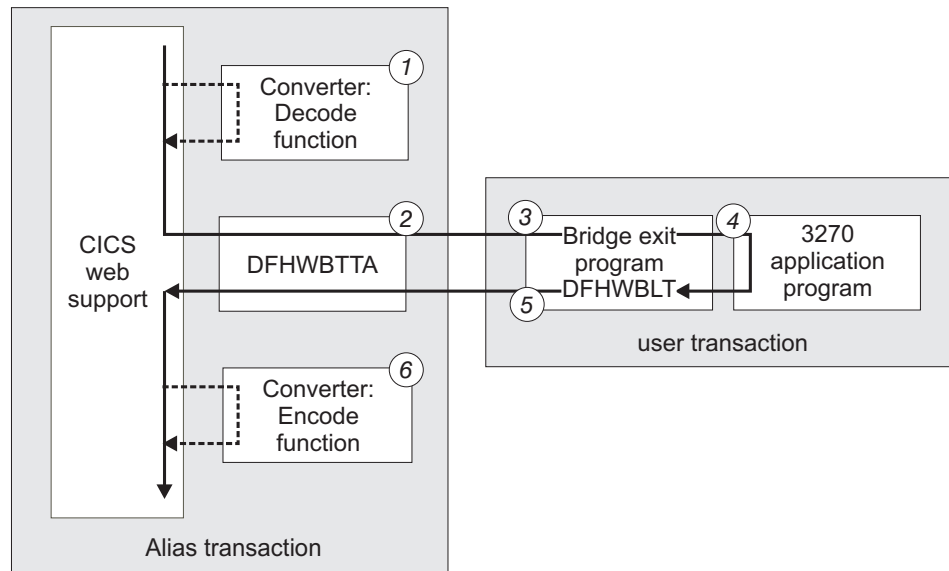 1
Converter:
Decode
function
2
DFHWBTTA
3
Bridge exit
program
DFHWBLT
4
3270
application
program
5
user transaction
CICS
web
support
6
Converter:
Encode
function
Alias transaction